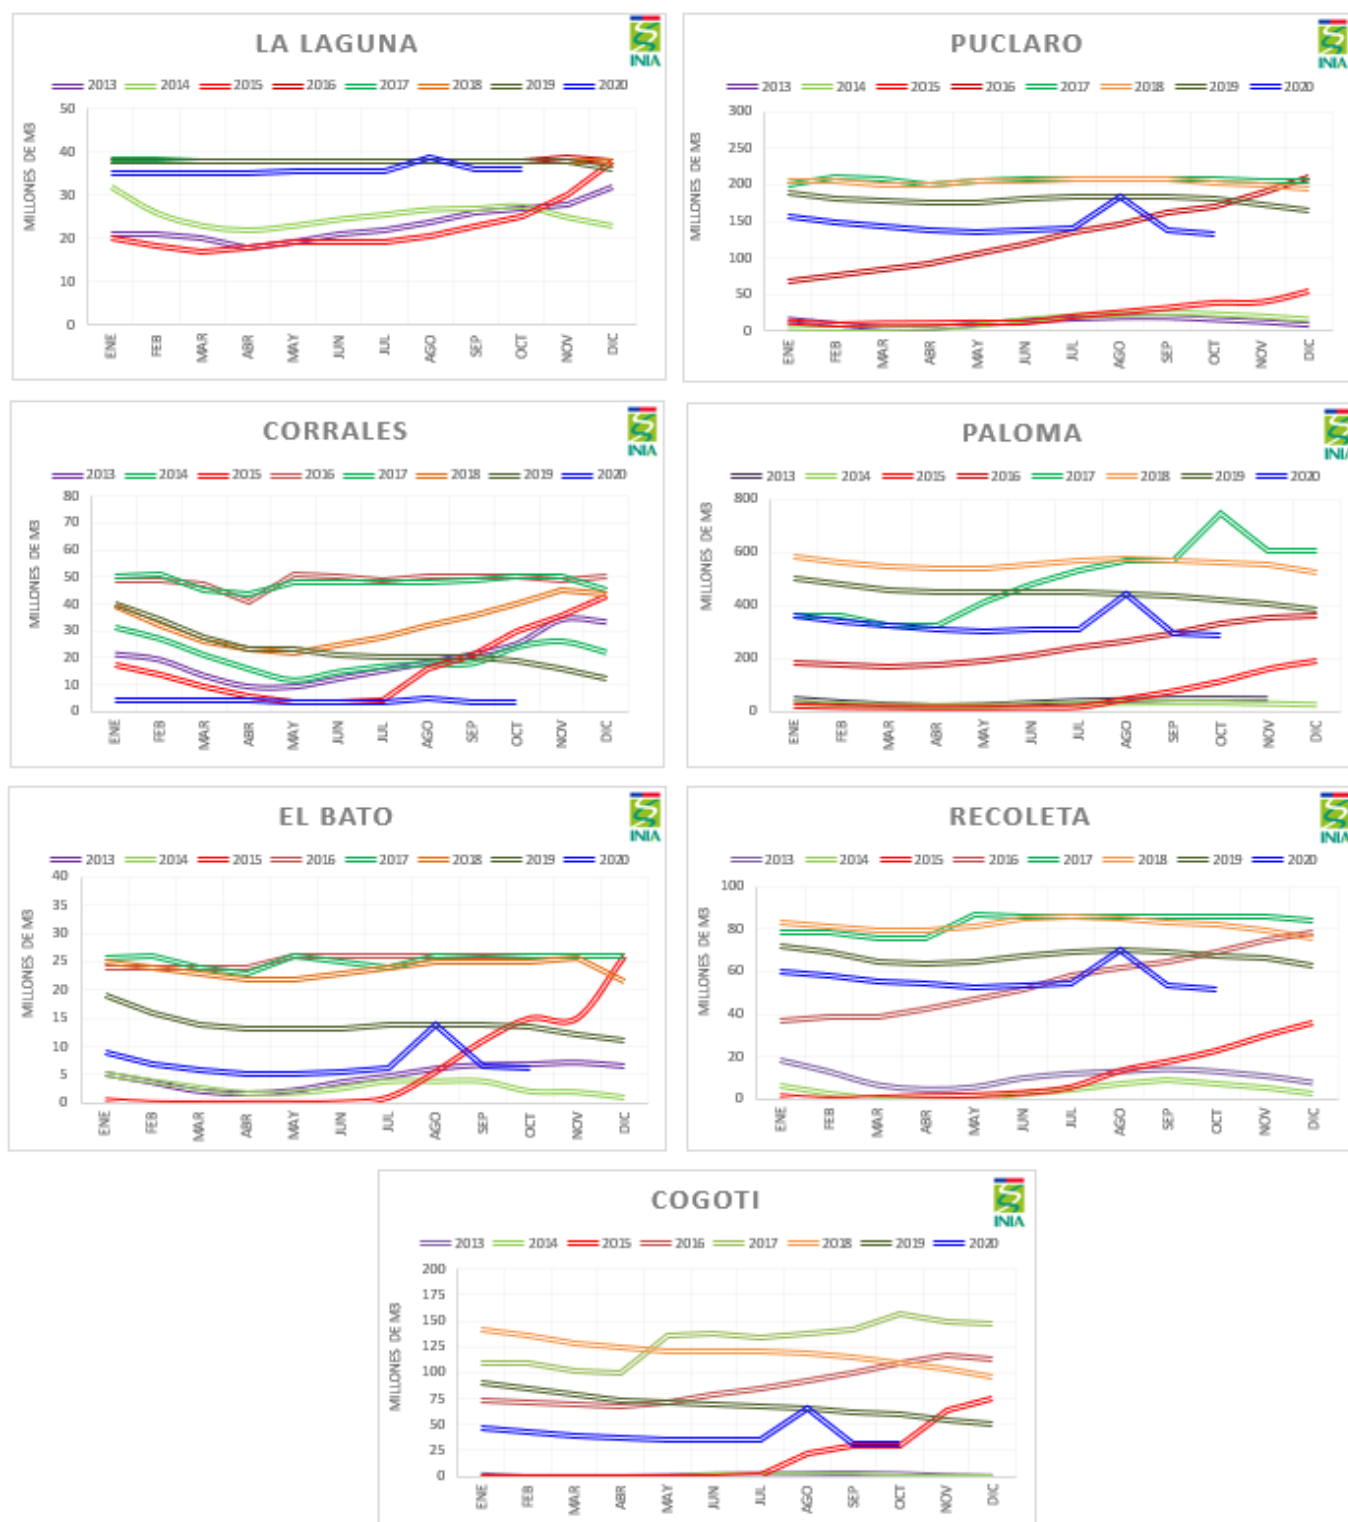 LA LAGUNA
INIA
2013 2014 2015 2016 2017 2018 2019 2020
MILLONES DE M3
50
40
30
20
10
0
ENE FEB MAR ABR MAY JUN JUL AGO SEP OCT NOV DIC
PUCLARO
INIA
2013 2014 2015 2016 2017 2018 2019 2020
MILLONES DE M3
300
250
200
150
100
50
0
ENE FEB MAR ABR MAY JUN JUL AGO SEP OCT NOV DIC
CORRALES
INIA
2013 2014 2015 2016 2017 2018 2019 2020
MILLONES DE M3
80
70
60
50
40
30
20
10
0
ENE FEB MAR ABR MAY JUN JUL AGO SEP OCT NOV DIC
PALOMA
INIA
2013 2014 2015 2016 2017 2018 2019 2020
MILLONES DE M3
800
600
400
200
0
ENE FEB MAR ABR MAY JUN JUL AGO SEP OCT NOV DIC
EL BATO
INIA
2013 2014 2015 2016 2017 2018 2019 2020
MILLONES DE M3
40
35
30
25
20
15
10
5
0
ENE FEB MAR ABR MAY JUN JUL AGO SEP OCT NOV DIC
RECOLETA
INIA
2013 2014 2015 2016 2017 2018 2019 2020
MILLONES DE M3
100
80
60
40
20
0
ENE FEB MAR ABR MAY JUN JUL AGO SEP OCT NOV DIC
COGOTI
INIA
2013 2014 2015 2016 2017 2018 2019 2020
MILLONES DE M3
200
175
150
125
100
75
50
25
0
ENE FEB MAR ABR MAY JUN JUL AGO SEP OCT NOV DIC